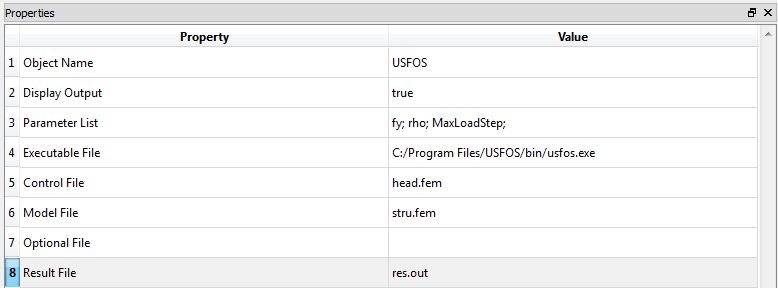 Properties
Property Value
1 Object Name USFOS
2 Display Output true
3 Parameter List fy; rho; MaxLoadStep;
4 Executable File C:/Program Files/USFOS/bin/usfos.exe
5 Control File head.fem
6 Model File stru.fem
7 Optional File
8 Result File res.out